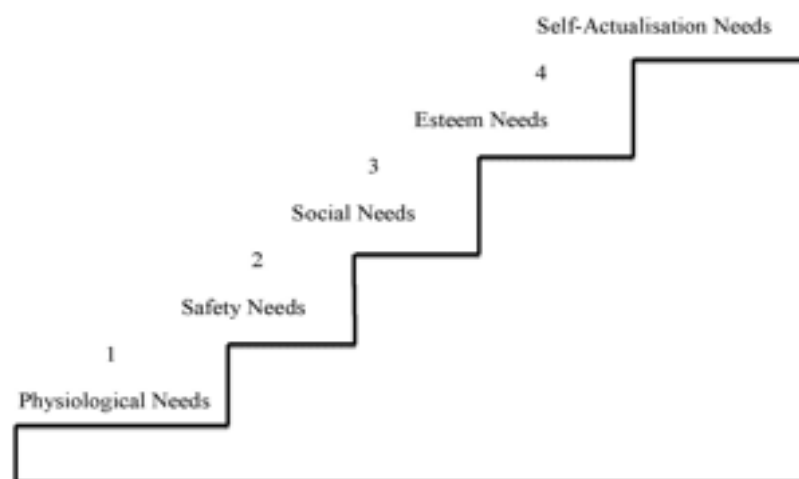 Self-Actualisation Needs
4
Esteem Needs
3
Social Needs
2
Safety Needs
1
Physiological Needs